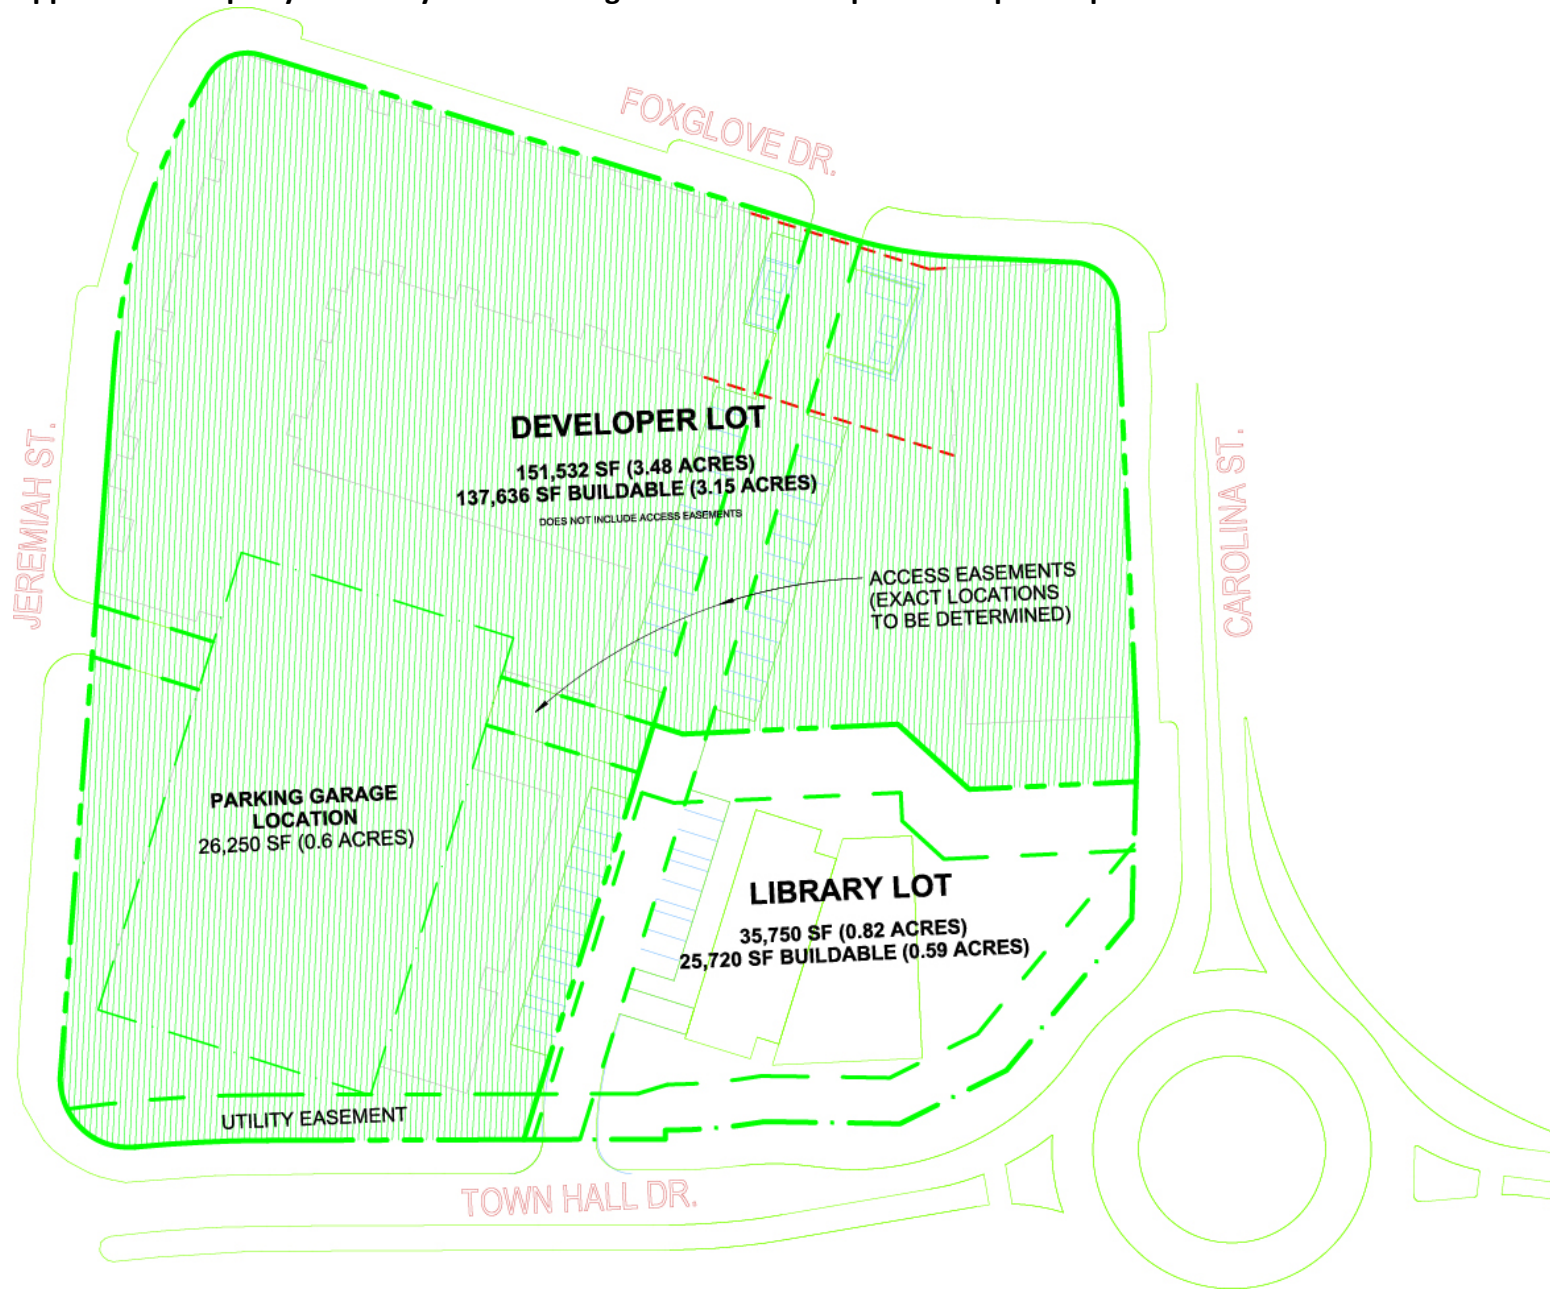 FOXGLOVE DR.
DEVELOPER LOT
151,532 SF (3.48 ACRES)
137,636 SF BUILDABLE (3.15 ACRES)
DOES NOT INCLUDE ACCESS EASEMENTS
JEREMIAH ST.
CAROLINA ST.
ACCESS EASEMENTS
(EXACT LOCATIONS
TO BE DETERMINED)
PARKING GARAGE
LOCATION
26,250 SF (0.6 ACRES)
LIBRARY LOT
35,750 SF (0.82 ACRES)
25,720 SF BUILDABLE (0.59 ACRES)
UTILITY EASEMENT
TOWN HALL DR.